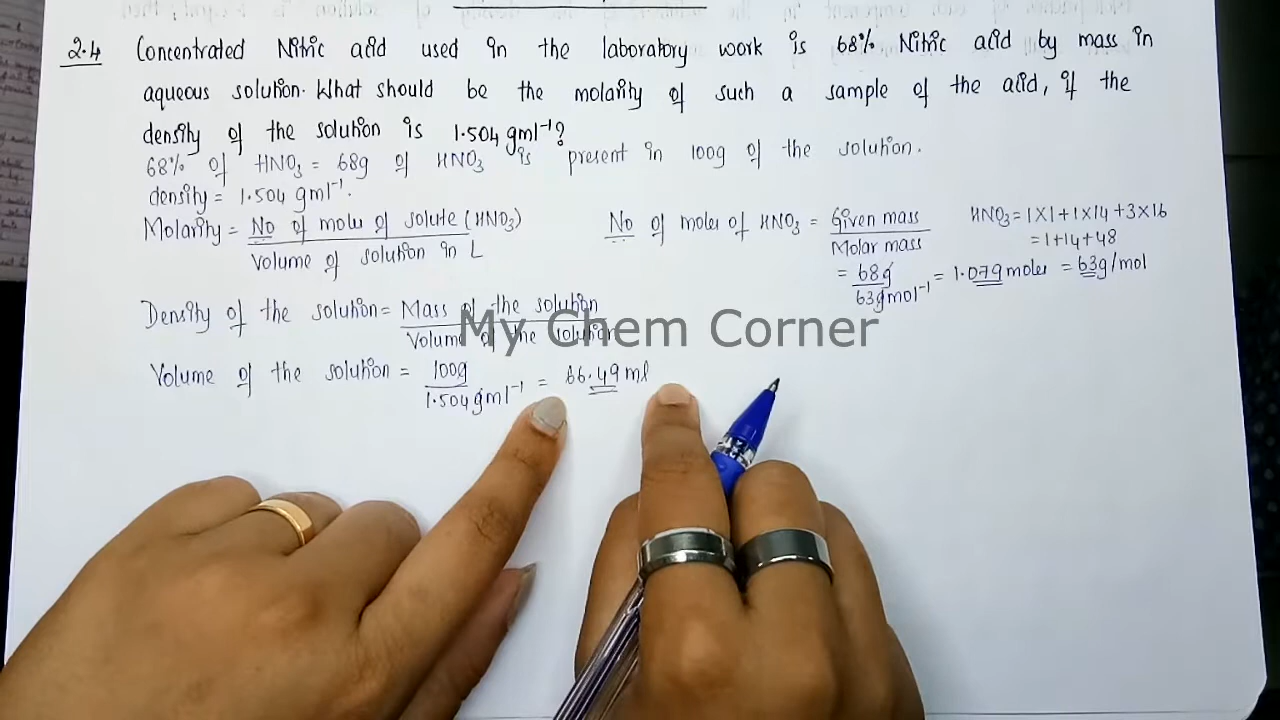 2.4 Concentrated Nitric acid used in the laboratory work is 68% Nitric acid by mass in
aqueous solution. What should be the molarity of such a sample of the acid, if the
density of the solution is 1.504 gml⁻¹?
68% of HNO₃ = 68g of HNO₃ is present in 100g of the solution.
density = 1.504 gml⁻¹.
Molarity = No of moles of solute (HNO₃)
Volume of solution in L
No of moles of HNO₃ = Given mass
Molar mass
= 68g
63gmol⁻¹
= 1.079 moles
HNO₃ = 1×1+1×14+3×16
= 1+14+48
= 63g/mol
Density of the solution = Mass of the solution
Volume of the solution
My Chem Corner
Volume of the solution = 100g
1.504gml⁻¹
= 66.49 ml